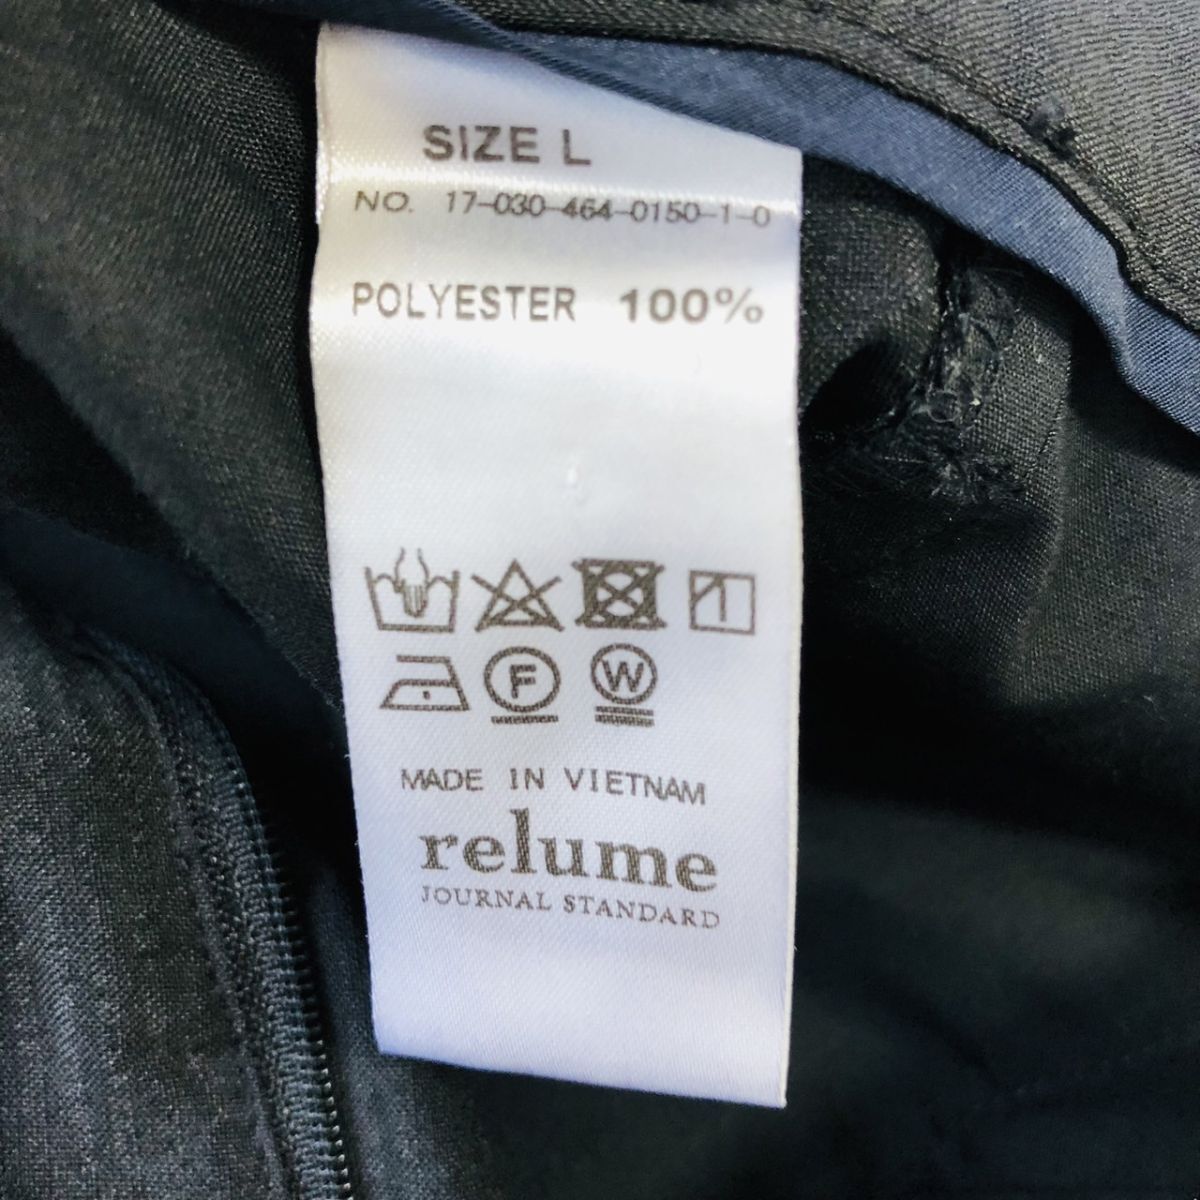 SIZE L
NO. 17-030-464-0150-1-0
POLYESTER 100%
F W
MADE IN VIETNAM
relume
JOURNAL STANDARD